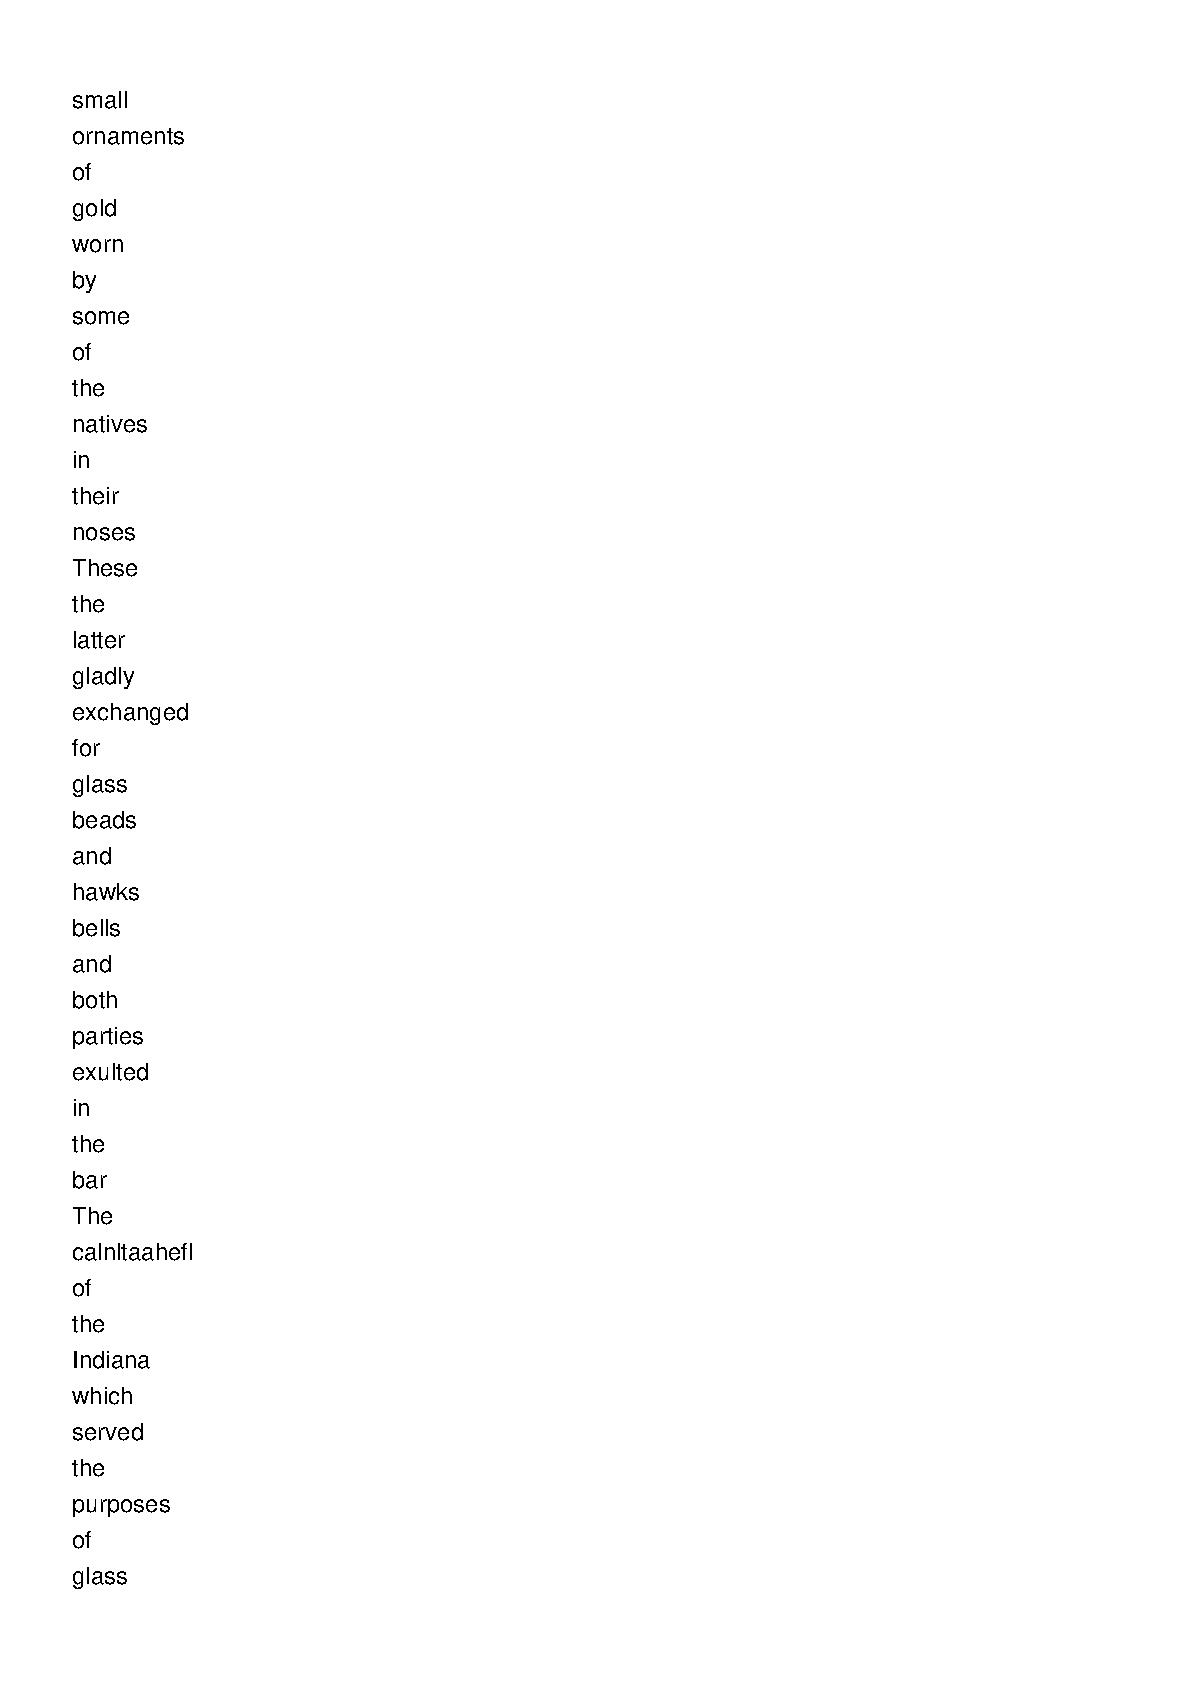 small
ornaments
of
gold
worn
by
some
of
the
natives
in
their
noses
These
the
latter
gladly
exchanged
for
glass
beads
and
hawks
bells
and
both
parties
exulted
in
the
bar
The
calnltaahefl
of
the
Indiana
which
served
the
purposes
of
glass